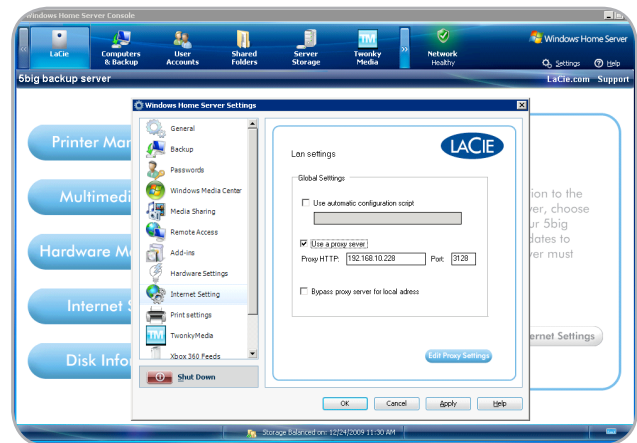 Windows Home Server Console
LaCie
Computers & Backup
User Accounts
Shared Folders
Server Storage
Twonky Media
Network
Healthy
Windows Home Server
Settings
Help
5big backup server
LaCie.com Support
Windows Home Server Settings
General
Backup
Passwords
Windows Media Center
Media Sharing
Remote Access
Add-ins
Hardware Settings
Internet Setting
Print settings
TwonkyMedia
Xbox 360 Feeds
Shut Down
LACIE
Lan settings
Global Setttings
Use automatic configuration script
Use a proxy sever
Proxy HTTP: 192.168.10.228 Port: 3128
Bypass proxy server for local adress
Edit Proxy Settings
OK Cancel Apply Help
Printer Mar
Multimedi
Hardware M
Internet S
Disk Infor
ion to the
ver, choose
ur 5big
dates to
ver must
ernet Settings
Storage Balanced on: 12/24/2009 11:30 AM